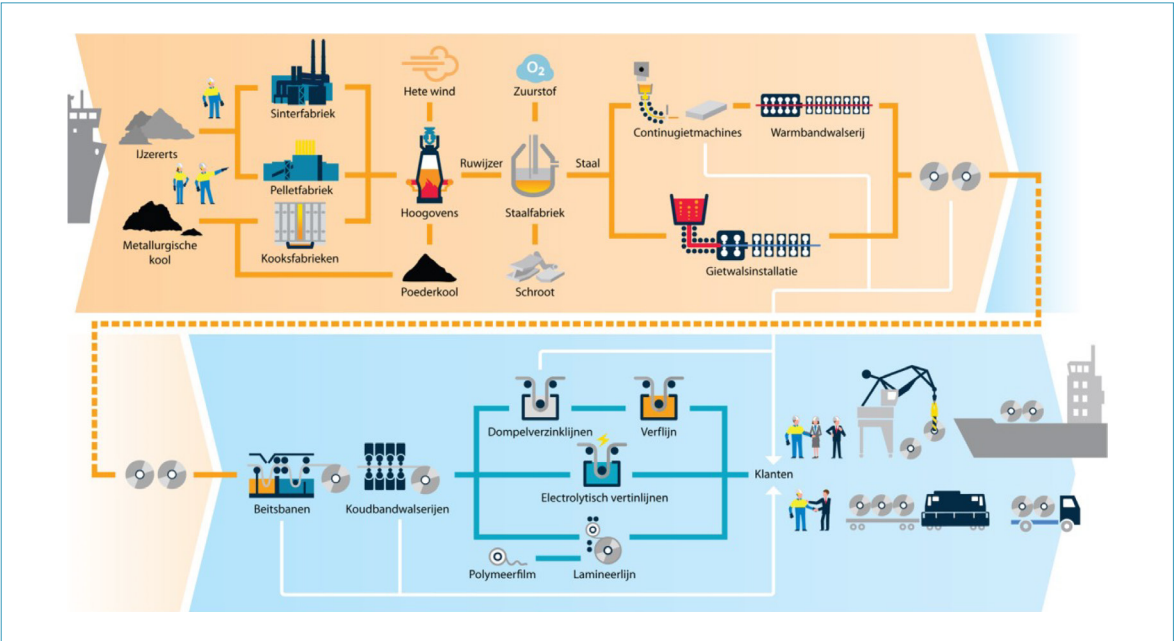 Hete wind
O2
Zuurstof
Sinterfabriek
Continugietmachines
Warmbandwalserij
IJzererts
Ruwijzer
Staal
Pelletfabriek
Hoogovens
Staalfabriek
Metallurgische
kool
Kooksfabrieken
Gietwalsinstallatie
Poederkool
Schroot
Dompelverzinklijnen
Verflijn
Klanten
Electrolytisch vertinlijnen
Beitsbanen
Koudbandwalserijen
Polymeerfilm
Lamineerlijn